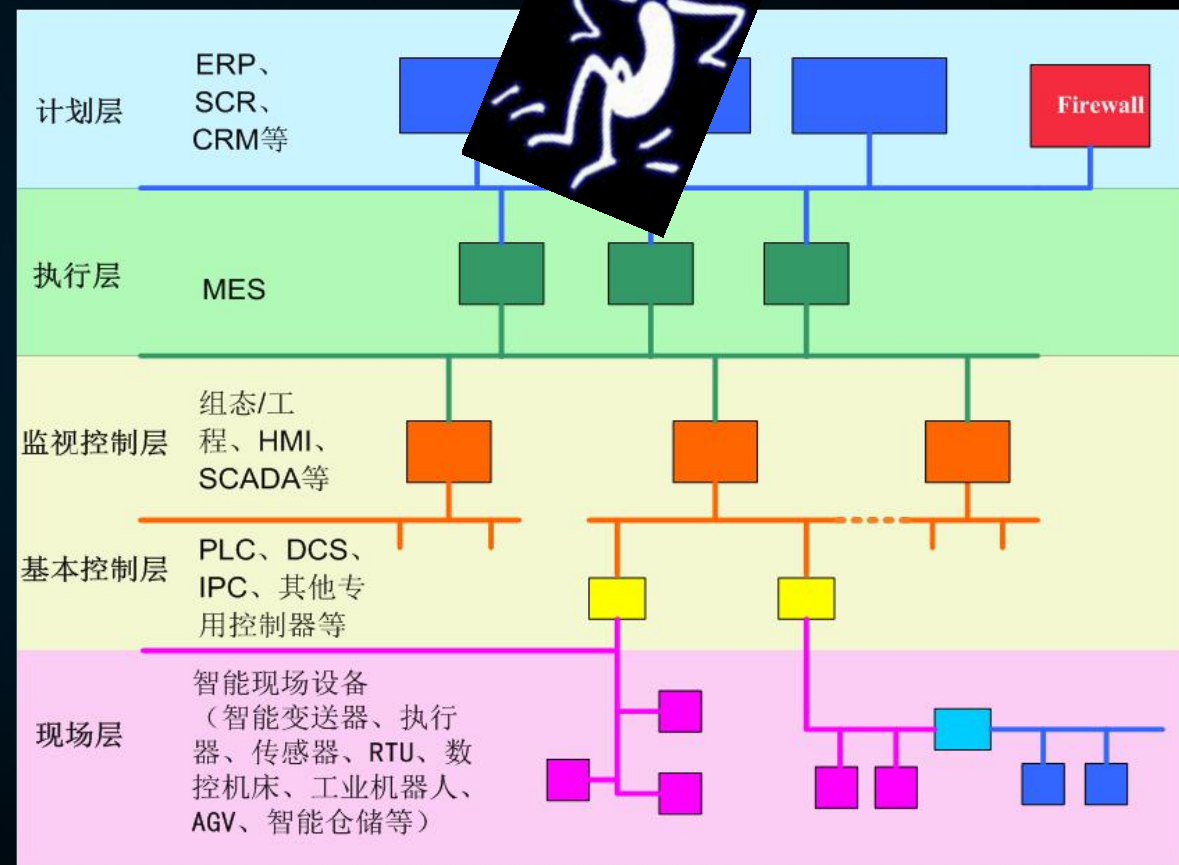 计划层
ERP、
SCR、
CRM等
Firewall
执行层
MES
监视控制层
组态/工
程、HMI、
SCADA等
基本控制层
PLC、DCS、
IPC、其他专
用控制器等
现场层
智能现场设备
（智能变送器、执行
器、传感器、RTU、数
控机床、工业机器人、
AGV、智能仓储等）